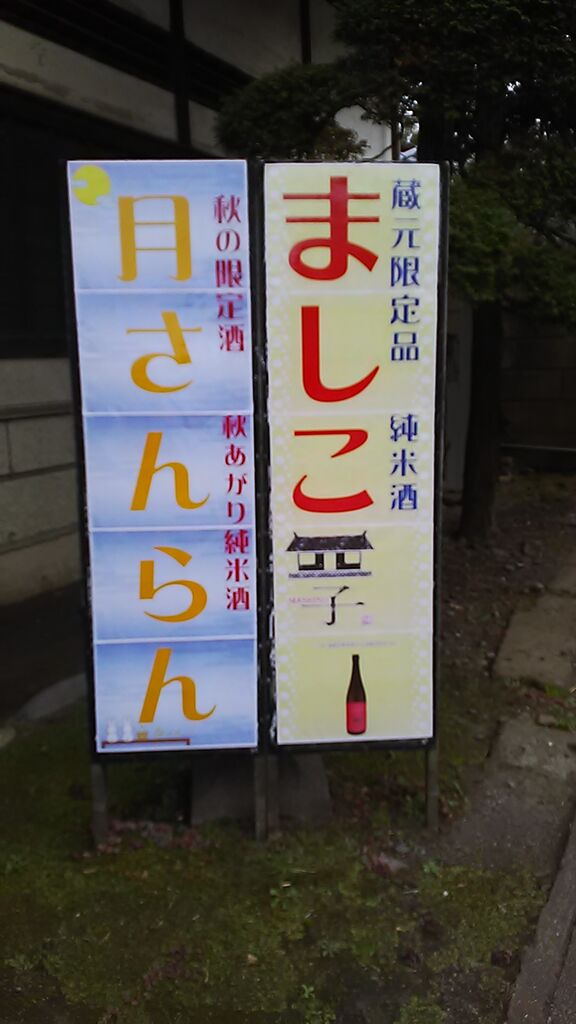 蔵元限定品 純米酒
ましこ
子
秋の限定酒 秋あがり純米酒
月さんらん